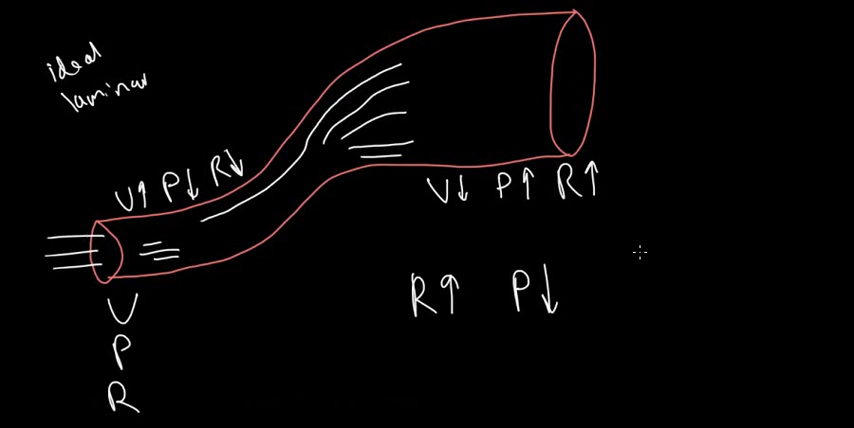 ideal
laminar
V↑ P↓ R↓
V↓ P↑ R↑
V
P
R
R↑ P↓